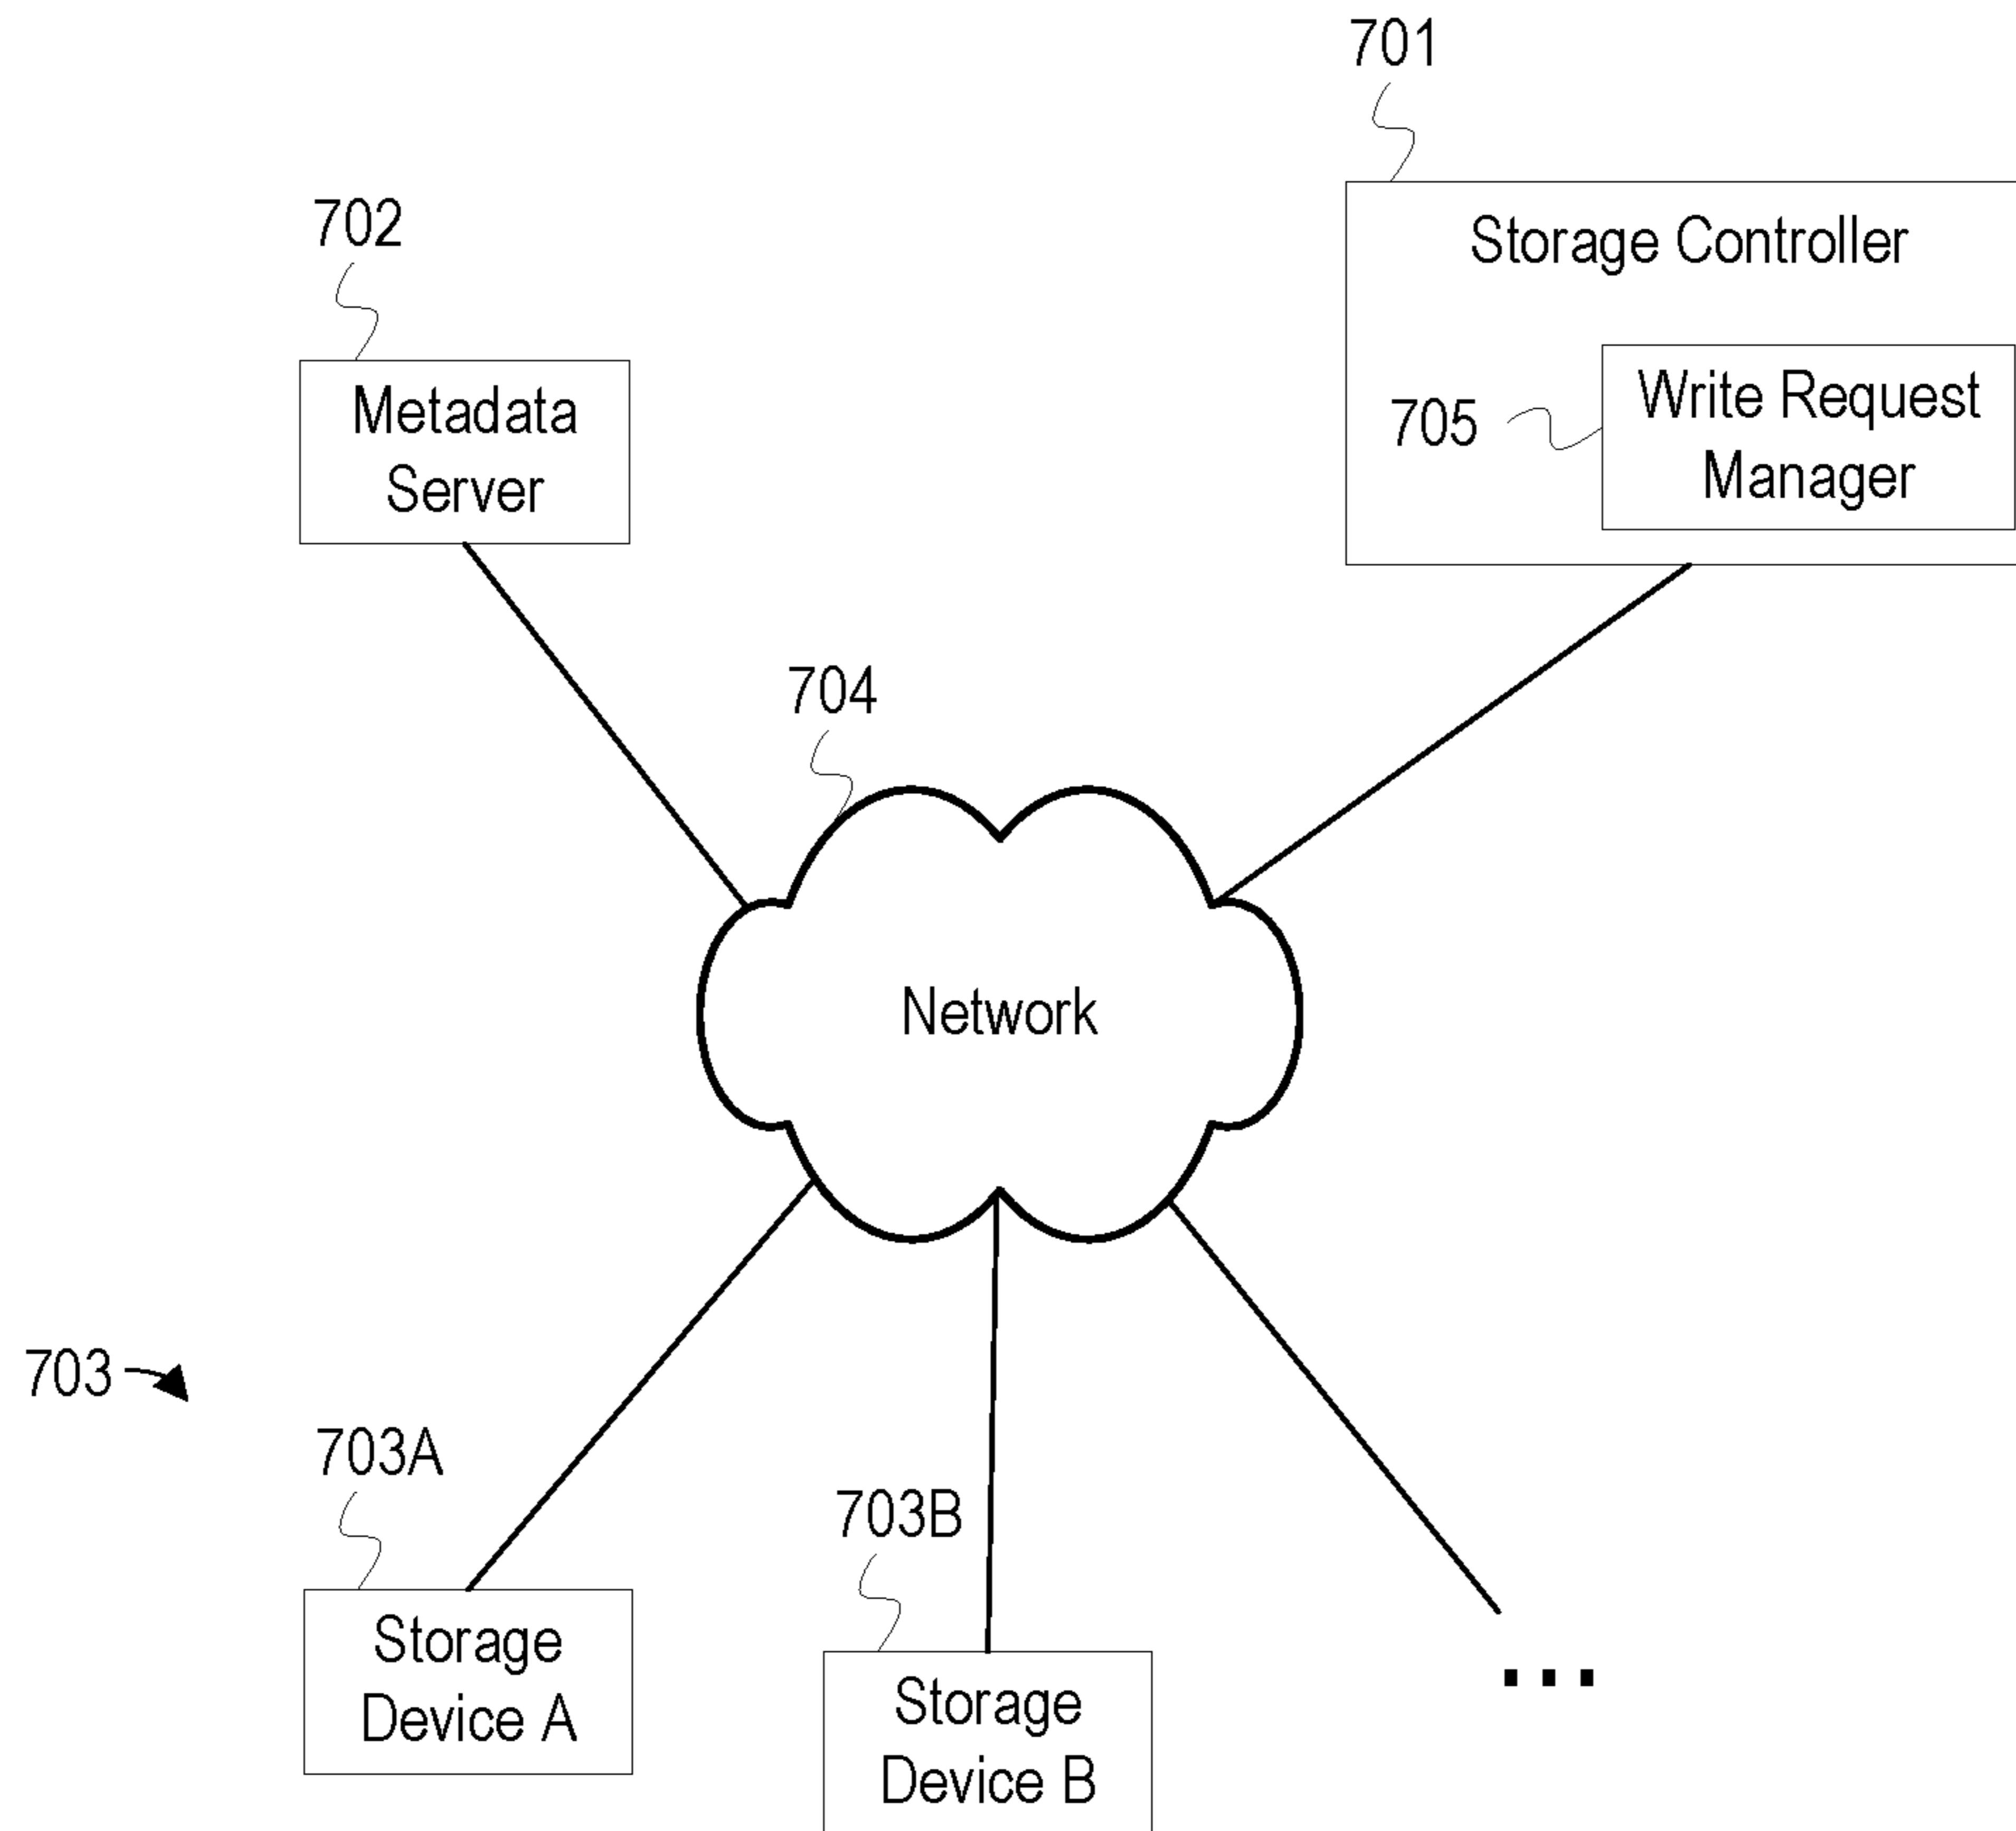 701
702
Storage Controller
Metadata
Server
705
Write Request
Manager
704
Network
703
703A
703B
Storage
Device A
Storage
Device B
...